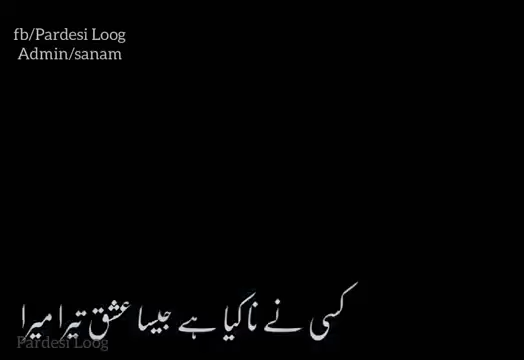 fb/Pardesi Loog
Admin/sanam
کسی نے نا کیا ہے جیسا عشق تیرا میرا
Pardesi Loog